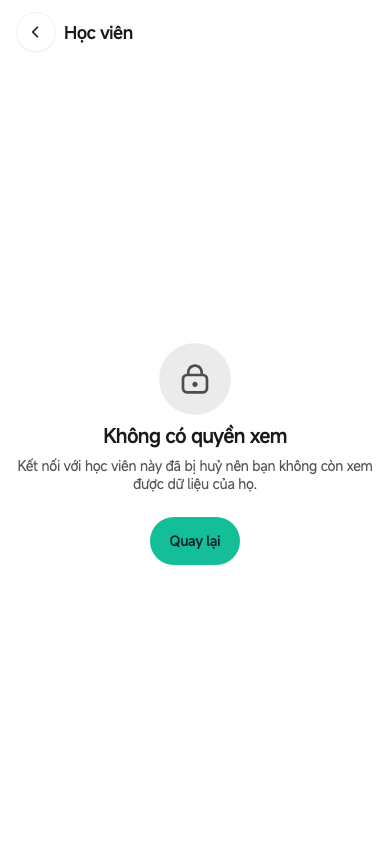 Học viên
Không có quyền xem
Kết nối với học viên này đã bị huỷ nên bạn không còn xem
được dữ liệu của họ.
Quay lại